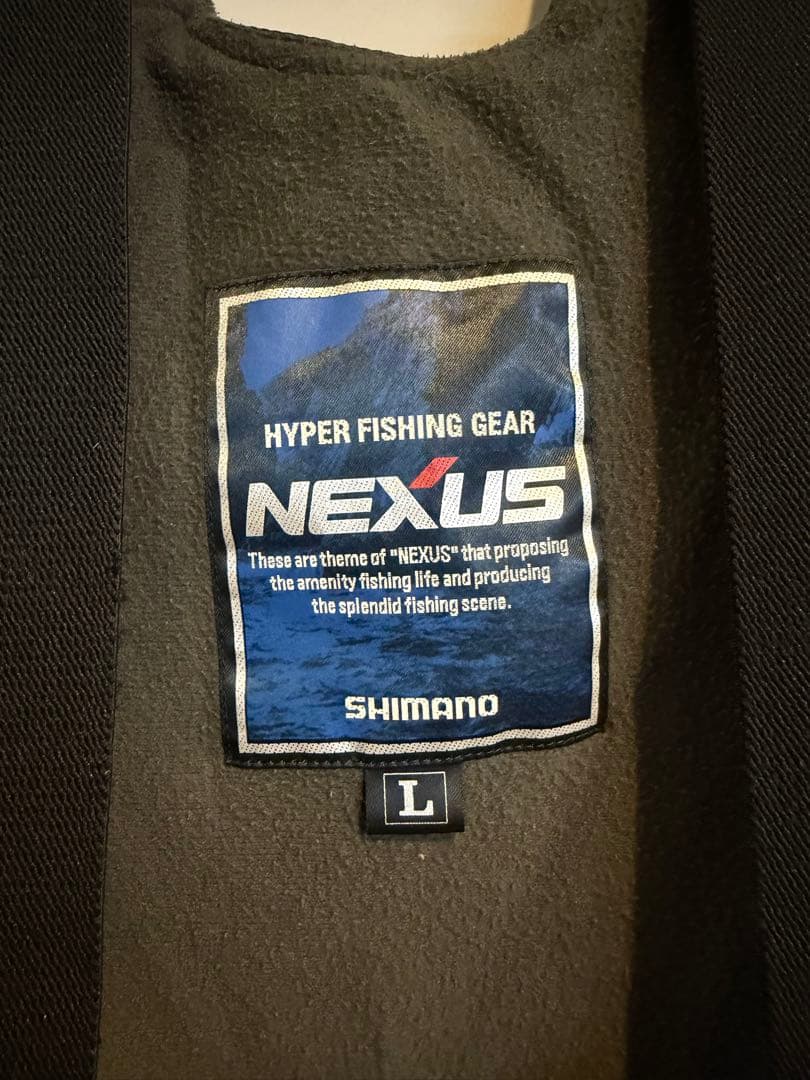 HYPER FISHING GEAR
NEXUS
These are theme of "NEXUS" that proposing
the amenity fishing life and producing
the splendid fishing scene.
SHIMANO
L